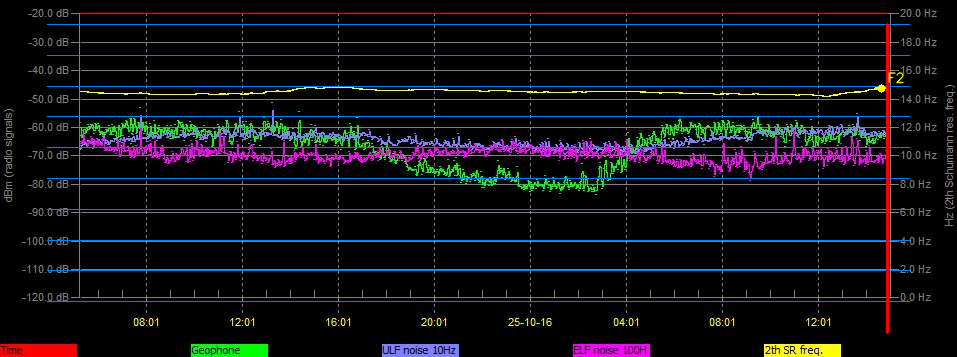 -20.0 dB 20.0 Hz
-30.0 dB 18.0 Hz
-40.0 dB 16.0 Hz
F2
-50.0 dB 14.0 Hz
-60.0 dB 12.0 Hz
-70.0 dB 10.0 Hz
-80.0 dB 8.0 Hz
-90.0 dB 6.0 Hz
-100.0 dB 4.0 Hz
-110.0 dB 2.0 Hz
-120.0 dB 0.0 Hz
dBm (radio signals)
Hz (2th Schumann res. freq.)
08:01 12:01 16:01 20:01 25-10-16 04:01 08:01 12:01
Time Geophone ULF noise 10Hz ELF noise 100H 2th SR freq.